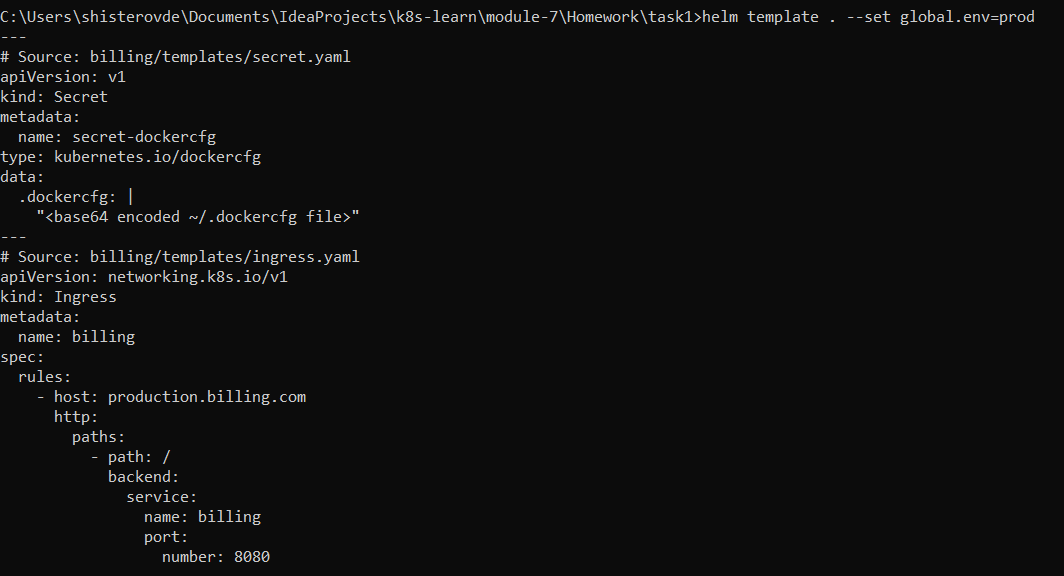 C:\Users\shisterovde\Documents\IdeaProjects\k8s-learn\module-7\Homework\task1>helm template . --set global.env=prod
---
# Source: billing/templates/secret.yaml
apiVersion: v1
kind: Secret
metadata:
  name: secret-dockercfg
type: kubernetes.io/dockercfg
data:
  .dockercfg: |
    "<base64 encoded ~/.dockercfg file>"
---
# Source: billing/templates/ingress.yaml
apiVersion: networking.k8s.io/v1
kind: Ingress
metadata:
  name: billing
spec:
  rules:
    - host: production.billing.com
      http:
        paths:
          - path: /
            backend:
              service:
                name: billing
                port:
                  number: 8080